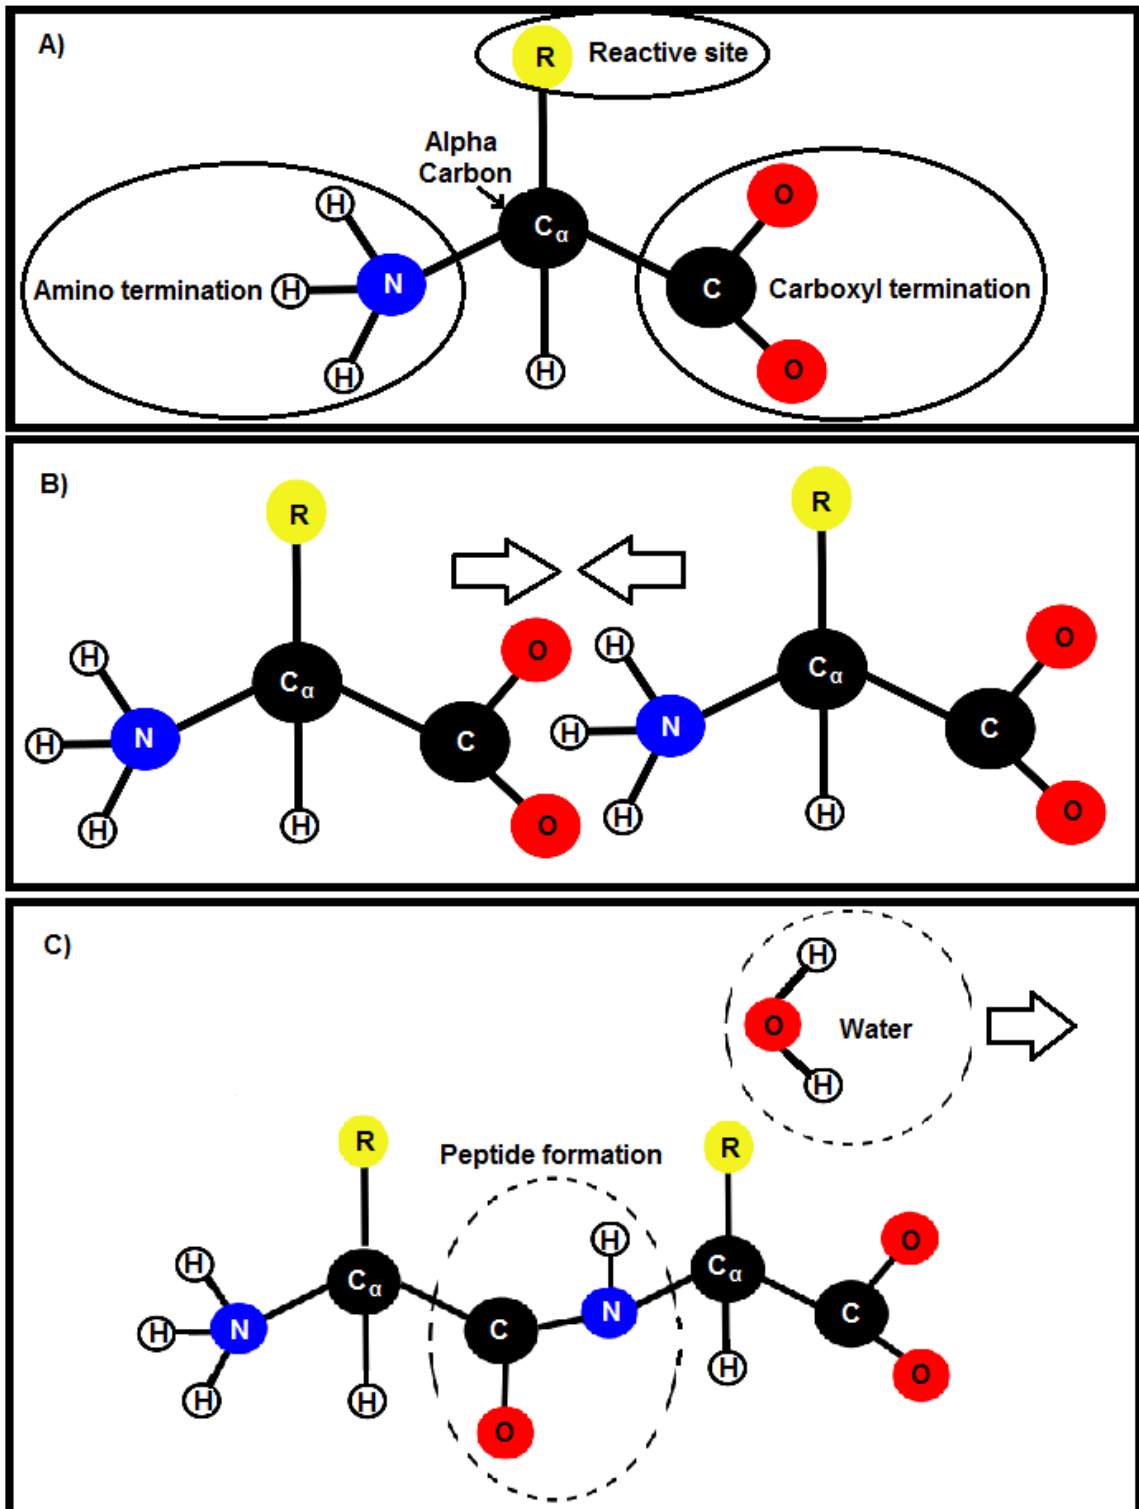 A)
R Reactive site
Alpha
Carbon
H
O
Cα
Amino termination H N
C Carboxyl termination
H
H
O
B)
R
R
O
O
H
H
Cα
Cα
H
N
C
H
N
C
H
H
O
H
H
O
C)
H
O Water
H
R
Peptide formation
R
H
O
H
Cα
Cα
H
N
C
N
C
H
H
H
O
O